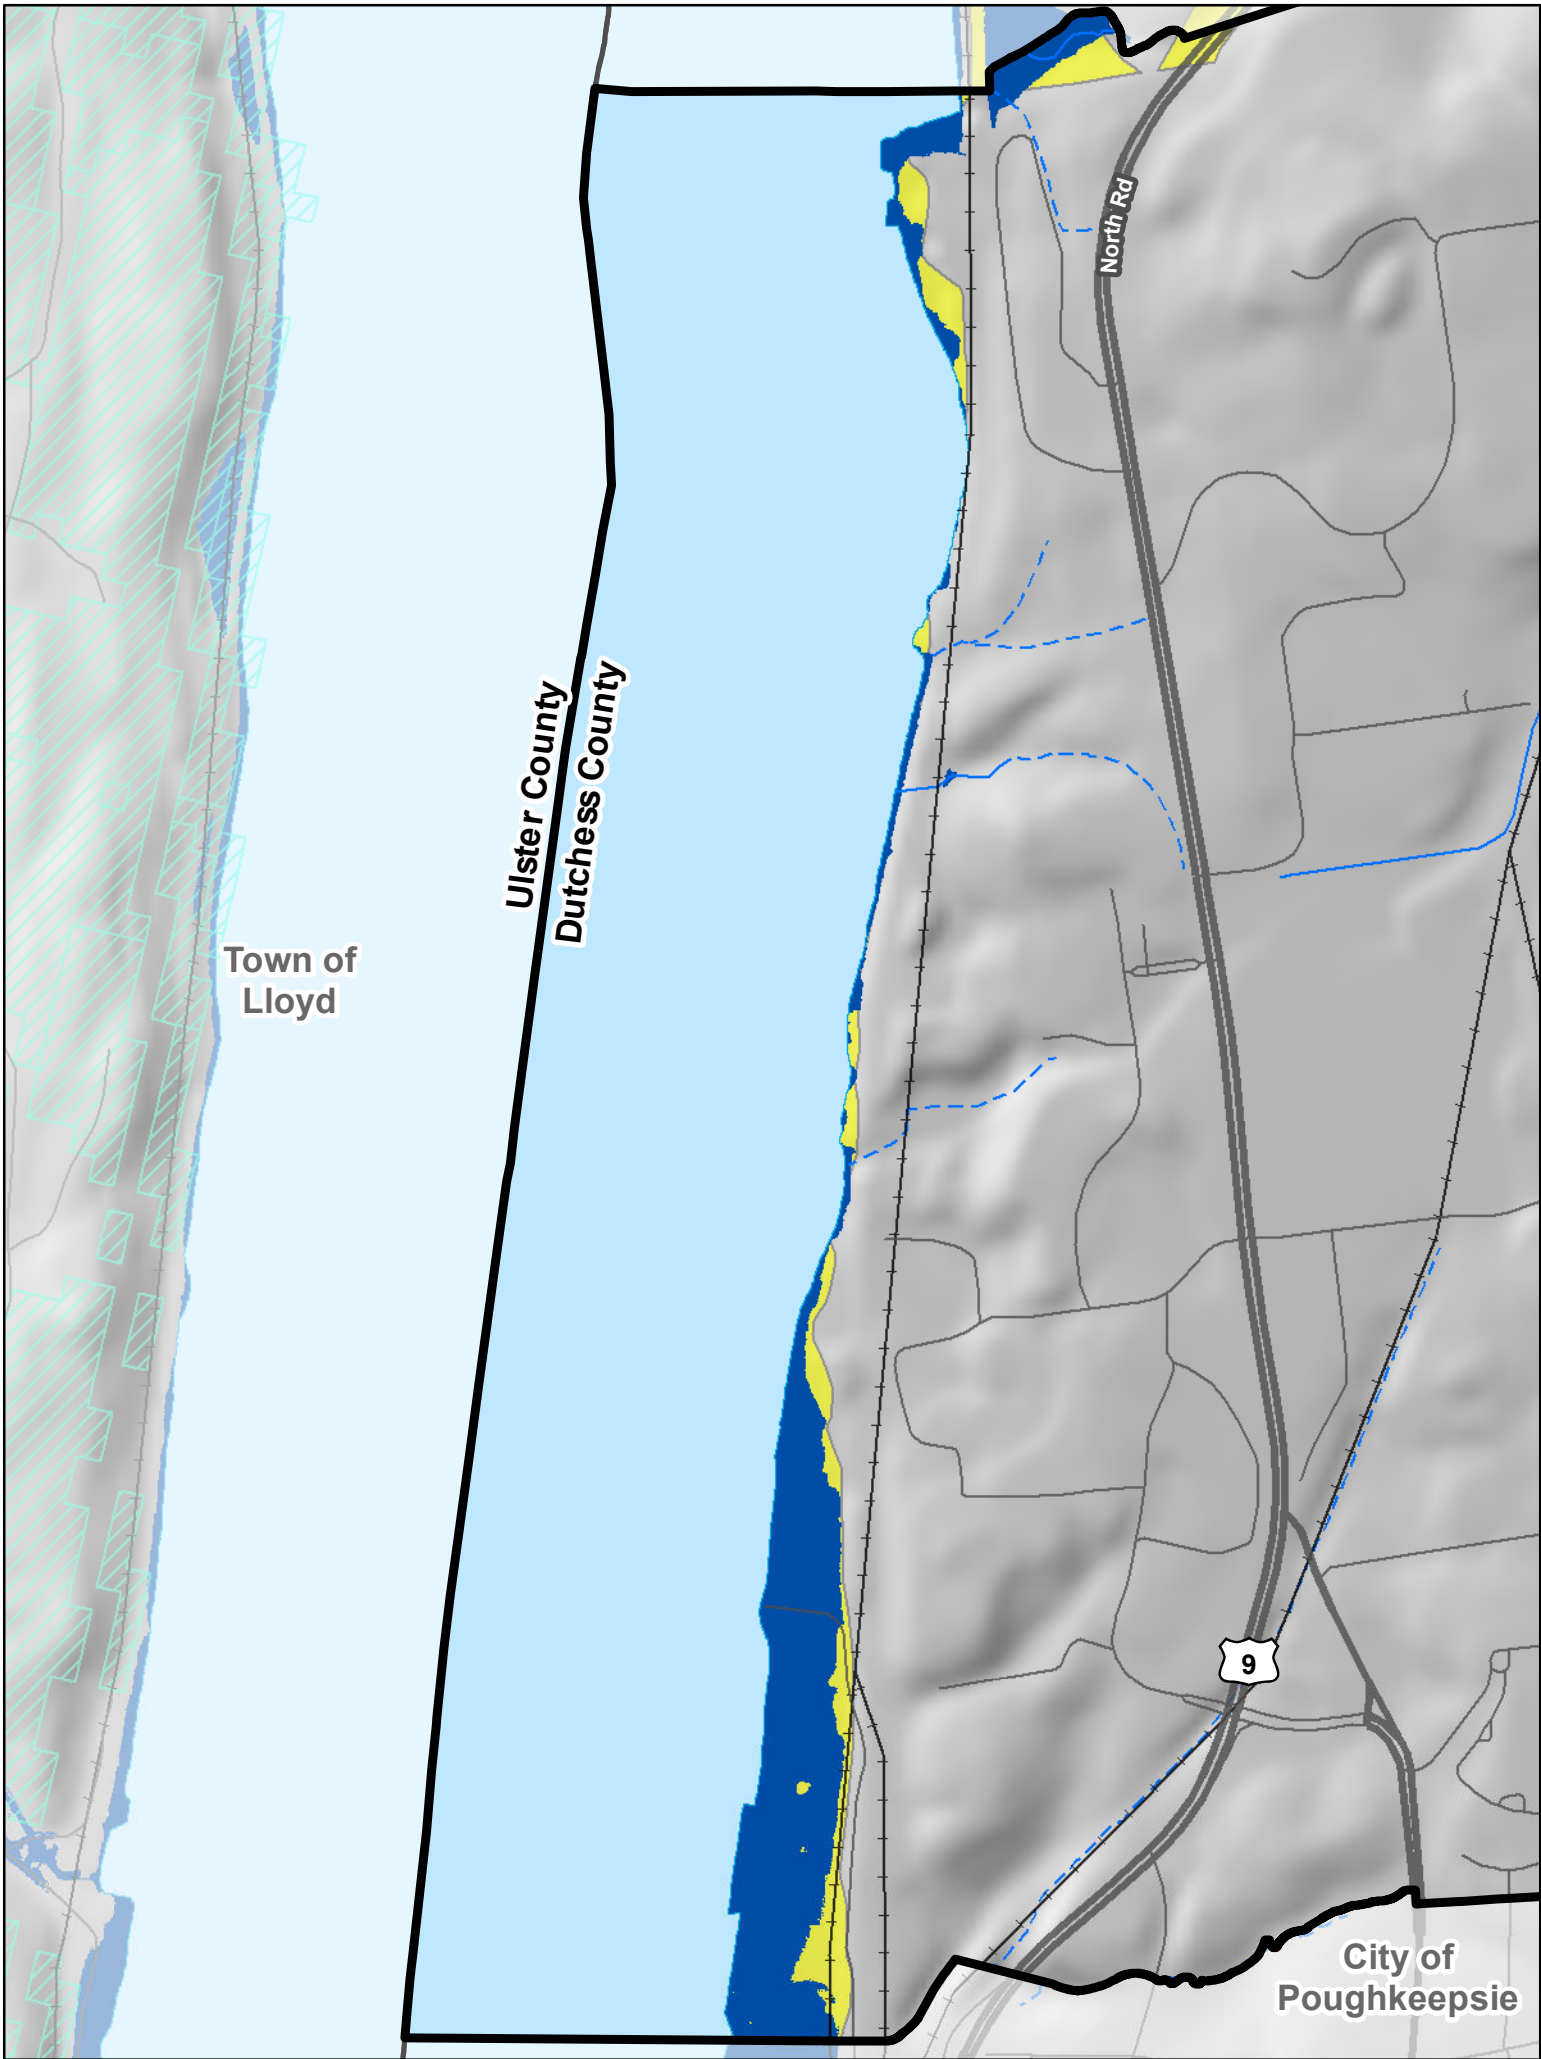 North Rd
Ulster County
Dutchess County
Town of
Lloyd
9
City of
Poughkeepsie